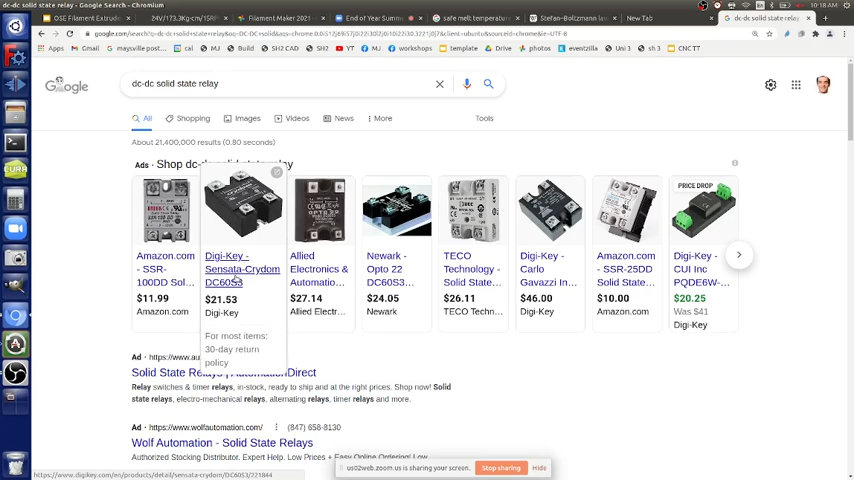 dc-dc solid state relay - Google Search - Chromium
10:18 AM
OSE Filament Extruder
24V/173.3Kg-cm/15RP
Filament Maker 2021 -
End of Year Summe
safe melt temperatur
Stefan–Boltzmann la
New Tab
dc-dc solid state relay
Apps
Gmail
maysville post...
Build
SH2 CAD
YT
MJ
workshops
template
Drive
photos
eventzilla
Uni 3
sh 3
CNC TT
Google
dc-dc solid state relay
All
Shopping
Images
Videos
News
More
Tools
About 21,400,000 results (0.80 seconds)
Ads · Shop dc-dc solid state relay
PRICE DROP
Amazon.com
- SSR-
100DD Sol...
$11.99
Amazon.com
Digi-Key -
Sensata-Crydom
DC60S3
$21.53
Digi-Key
For most items:
30-day return
policy
Allied
Electronics &
Automatio...
$27.14
Allied Electr...
Newark -
Opto 22
DC60S3...
$24.05
Newark
TECO
Technology -
Solid State...
$26.11
TECO Techn...
Digi-Key -
Carlo
Gavazzi In...
$46.00
Digi-Key
Amazon.com
- SSR-25DD
Solid State...
$10.00
Amazon.com
Digi-Key -
CUI Inc
PQDE6W-...
$20.25
Was $41
Digi-Key
Ad · https://www.au
Solid State Relays | AutomationDirect
Relay switches & timer relays, in-stock, ready to ship and at the right prices. Shop now! Solid
state relays, electro-mechanical relays, alternating relays, timer relays and more.
Ad · https://www.wolfautomation.com/ (847) 658-8130
Wolf Automation - Solid State Relays
Authorized Stocking Distributor. Expert Help. Low Prices + Easy Online Ordering! Low
us02web.zoom.us is sharing your screen.
Stop sharing
Hide
https://www.digikey.com/en/products/detail/sensata-crydom/DC60S3/221844